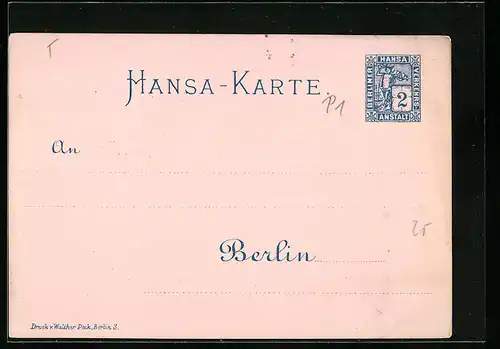 HANSA-KARTE.
BERLINER HANSA VERKEHRS-
2
ANSTALT
P1
An
25
Berlin
Druck v. Walther Peck, Berlin S.